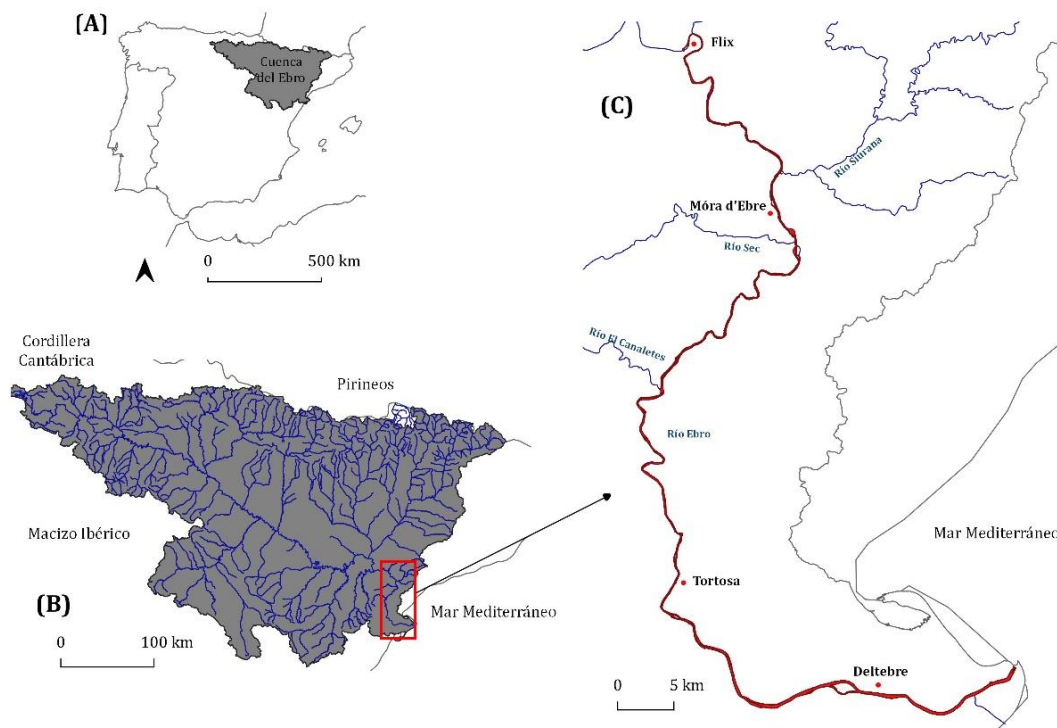 (A)
Cuenca
del Ebro
0
500 km
Cordillera
Cantábrica
Pirineos
Macizo Ibérico
Mar Mediterráneo
(B)
0
100 km
(C)
Flix
Río Siurana
Móra d'Ebre
Río Sec
Río El Canaletes
Río Ebro
Mar Mediterráneo
Tortosa
Deltebre
0
5 km